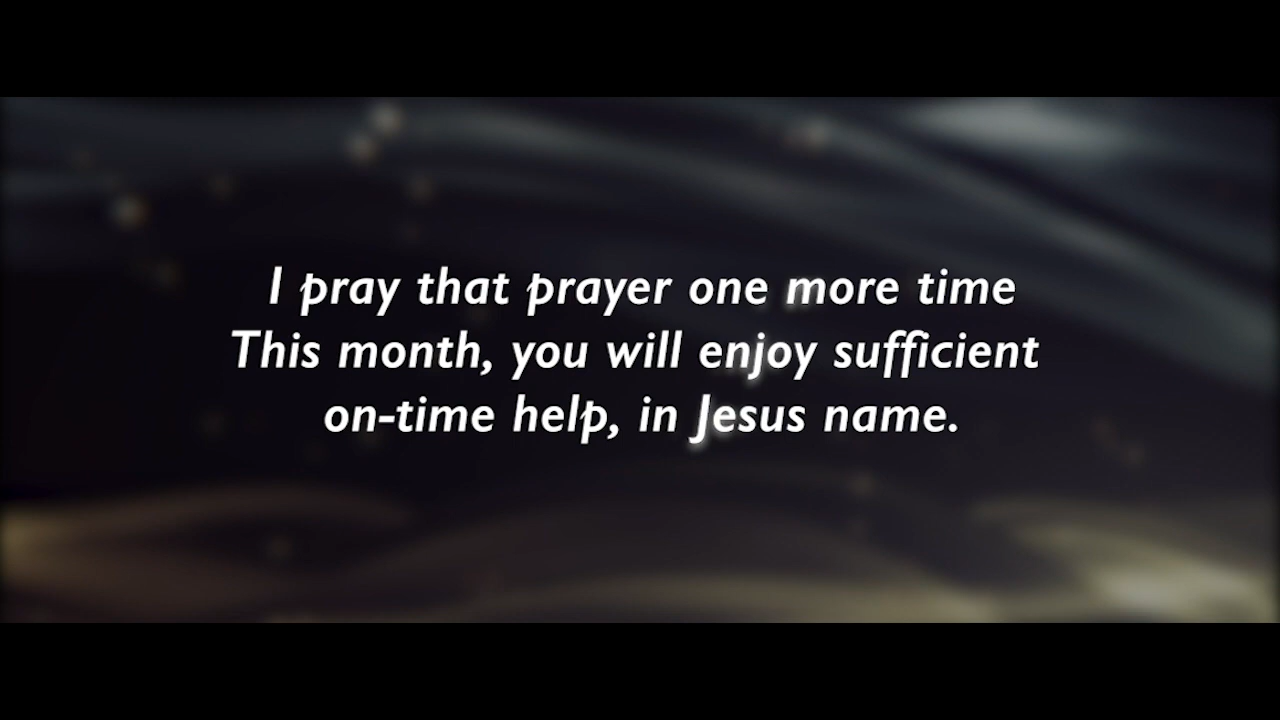 I pray that prayer one more time
This month, you will enjoy sufficient
on-time help, in Jesus name.